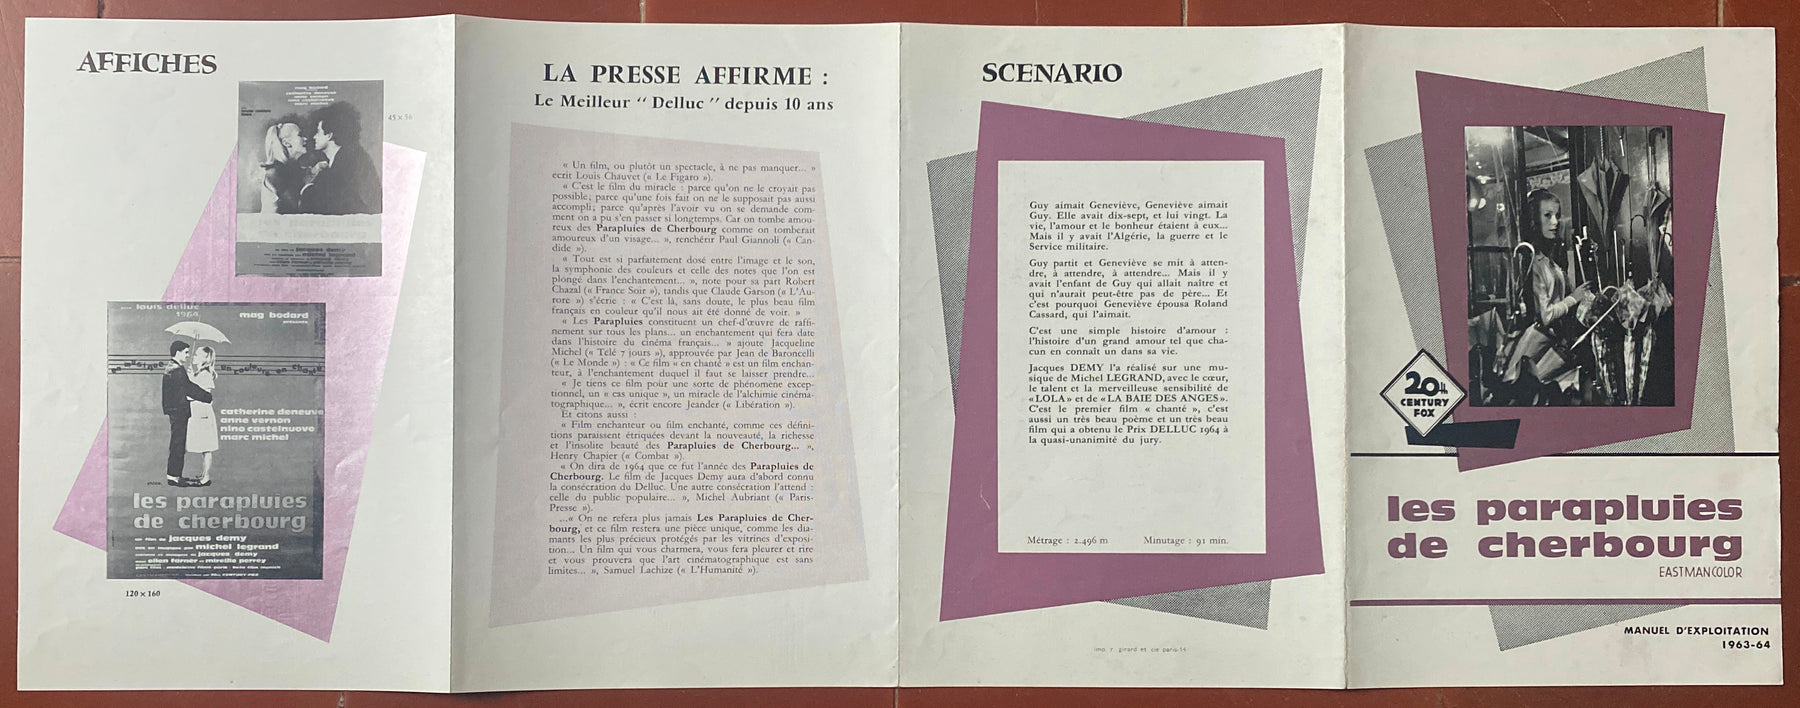 AFFICHES
mag bodard
45 x 56
les parapluies
de cherbourg
jacques demy
michel legrand
louis delluc
1964
mag bodard
catherine deneuve
anne vernon
nino castelnuovo
marc michel
les parapluies
de cherbourg
un film de jacques demy
mis en musique par michel legrand
jacques demy
ellen farner et mireille perrey
120 x 160
LA PRESSE AFFIRME :
Le Meilleur “ Delluc ” depuis 10 ans
« Un film, ou plutôt un spectacle, à ne pas manquer... »
ecrit Louis Chauvet (« Le Figaro »).
« C'est le film du miracle : parce qu'on ne le croyait pas
possible; parce qu'une fois fait on ne le supposait pas aussi
accompli; parce qu'après l'avoir vu on se demande com-
ment on a pu s'en passer si longtemps. Car on tombe amou-
reux des Parapluies de Cherbourg comme on tomberait
amoureux d'un visage... », renchérit Paul Giannoli (« Can-
dide »).
« Tout est si parfaitement dosé entre l'image et le son,
la symphonie des couleurs et celle des notes que l'on est
plongé dans l'enchantement... », note pour sa part Robert
Chazal (« France Soir »), tandis que Claude Garson (« L'Au-
rore ») s'écrie : « C'est là, sans doute, le plus beau film
français en couleur qu'il nous ait été donné de voir. »
« Les Parapluies constituent un chef-d'œuvre de raffi-
nement sur tous les plans... un enchantement qui fera date
dans l'histoire du cinéma français... » ajoute Jacqueline
Michel (« Télé 7 jours »), approuvée par Jean de Baroncelli
(« Le Monde ») : « Ce film « en chanté » est un film enchan-
teur, à l'enchantement duquel il faut se laisser prendre...
« Je tiens ce film pour une sorte de phénomène excep-
tionnel, un « cas unique », un miracle de l'alchimie cinéma-
tographique... », écrit encore Jeander (« Libération »).
Et citons aussi :
« Film enchanteur ou film enchanté, comme ces défini-
tions paraissent étriquées devant la nouveauté, la richesse
et l'insolite beauté des Parapluies de Cherbourg... »,
Henry Chapier (« Combat »).
« On dira de 1964 que ce fut l'année des Parapluies de
Cherbourg. Le film de Jacques Demy aura d'abord connu
la consécration du Delluc. Une autre consécration l'attend :
celle du public populaire... », Michel Aubriant (« Paris-
Presse »).
...« On ne refera plus jamais Les Parapluies de Cher-
bourg, et ce film restera une pièce unique, comme les dia-
mants les plus précieux protégés par les vitrines d'exposi-
tion... Un film qui vous charmera, vous fera pleurer et rire
et vous prouvera que l'art cinématographique est sans
limites... », Samuel Lachize (« L'Humanité »).
SCENARIO
Guy aimait Geneviève, Geneviève aimait
Guy. Elle avait dix-sept, et lui vingt. La
vie, l'amour et le bonheur étaient à eux...
Mais il y avait l'Algérie, la guerre et le
Service militaire.
Guy partit et Geneviève se mit à atten-
dre, à attendre, à attendre... Mais il y
avait l'enfant de Guy qui allait naître et
qui n'aurait peut-être pas de père... Et
c'est pourquoi Geneviève épousa Roland
Cassard, qui l'aimait.
C'est une simple histoire d'amour :
l'histoire d'un grand amour tel que cha-
cun en connaît un dans sa vie.
Jacques DEMY l'a réalisé sur une mu-
sique de Michel LEGRAND, avec le cœur,
le talent et la merveilleuse sensibilité de
«LOLA» et de «LA BAIE DES ANGES».
C'est le premier film « chanté », c'est
aussi un très beau poème et un très beau
film qui a obtenu le Prix DELLUC 1964 à
la quasi-unanimité du jury.
Métrage : 2.496 m Minutage : 91 min.
imp. r. girard et cie paris-14
20th
CENTURY
FOX
les parapluies
de cherbourg
EASTMANCOLOR
MANUEL D'EXPLOITATION
1963-64